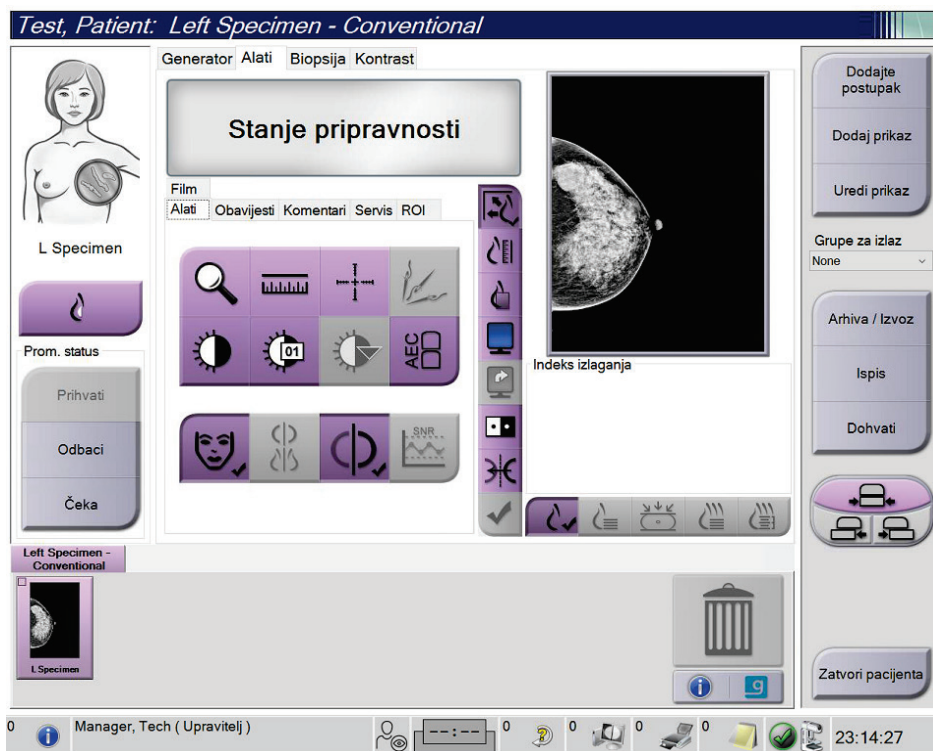 Test, Patient: Left Specimen - Conventional
Generator Alati Biopsija Kontrast
Stanje pripravnosti
Film
Alati Obavijesti Komentari Servis ROI
L Specimen
Prom. status
Prihvati
Odbaci
Čeka
01
AEC
SNR
Indeks izlaganja
Dodajte
postupak
Dodaj prikaz
Uredi prikaz
Grupe za izlaz
None
Arhiva / Izvoz
Ispis
Dohvati
Left Specimen -
Conventional
L Specimen
g
Zatvori pacijenta
0 Manager, Tech ( Upravitelj ) --:-- 0 0 0 0 23:14:27